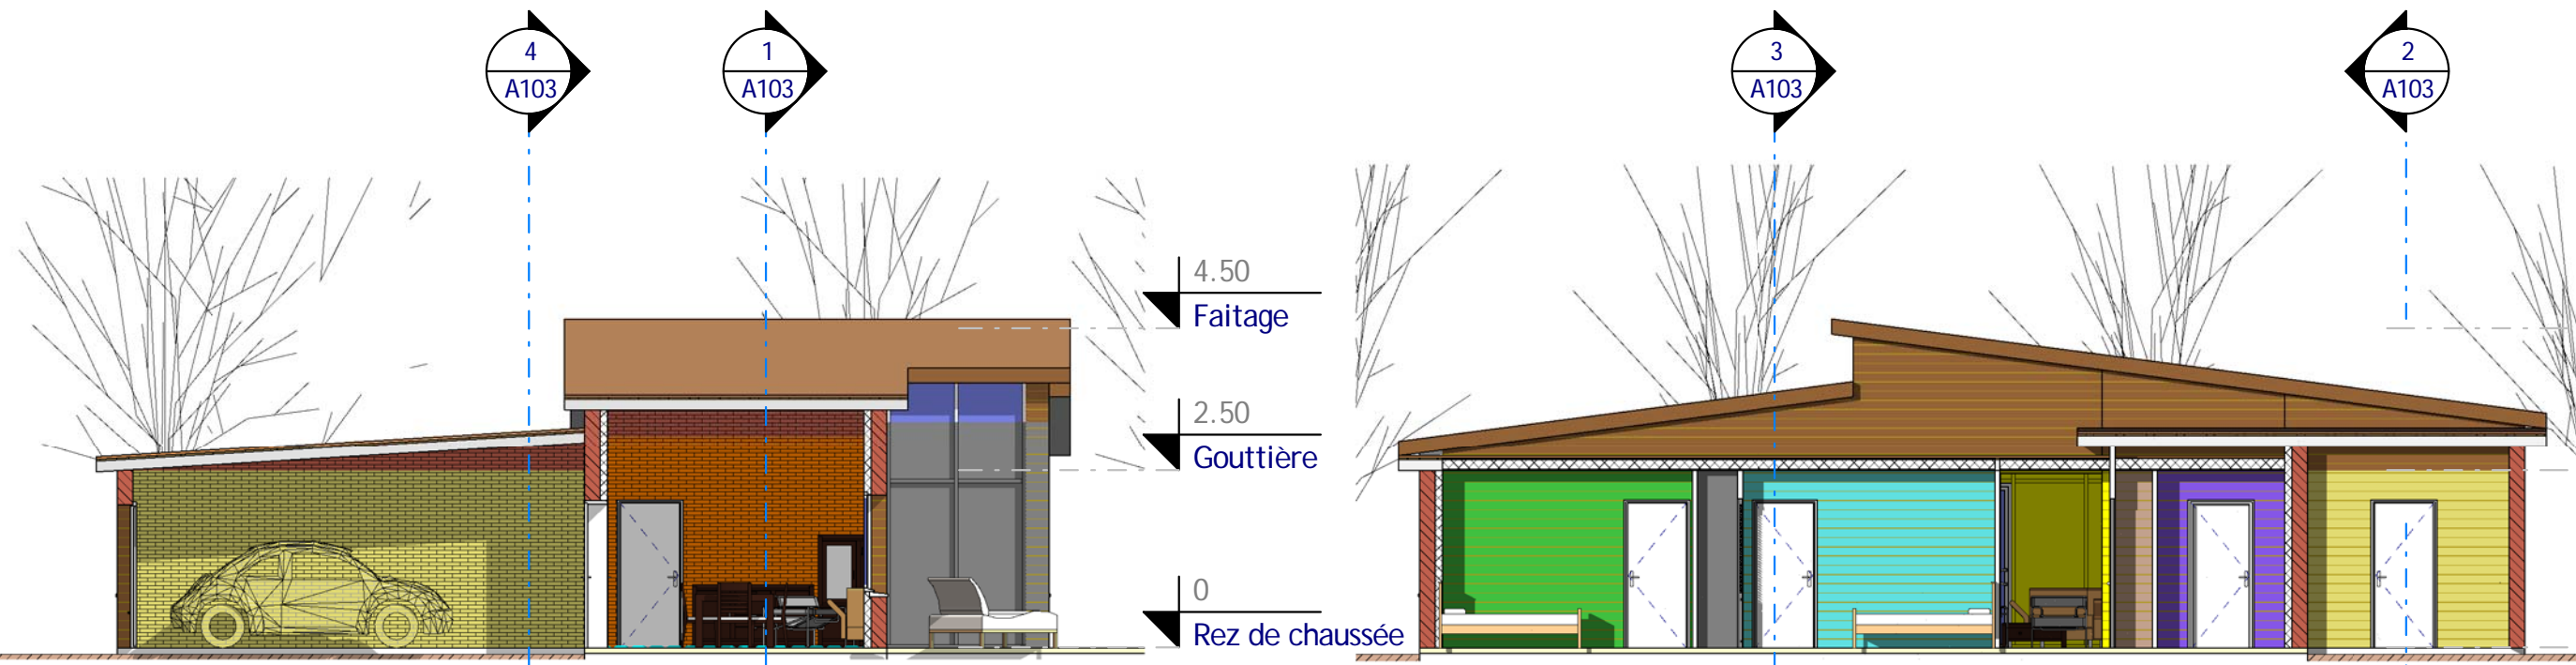 4
A103
1
A103
3
A103
2
A103
4.50
Faitage
2.50
Gouttière
0
Rez de chaussée